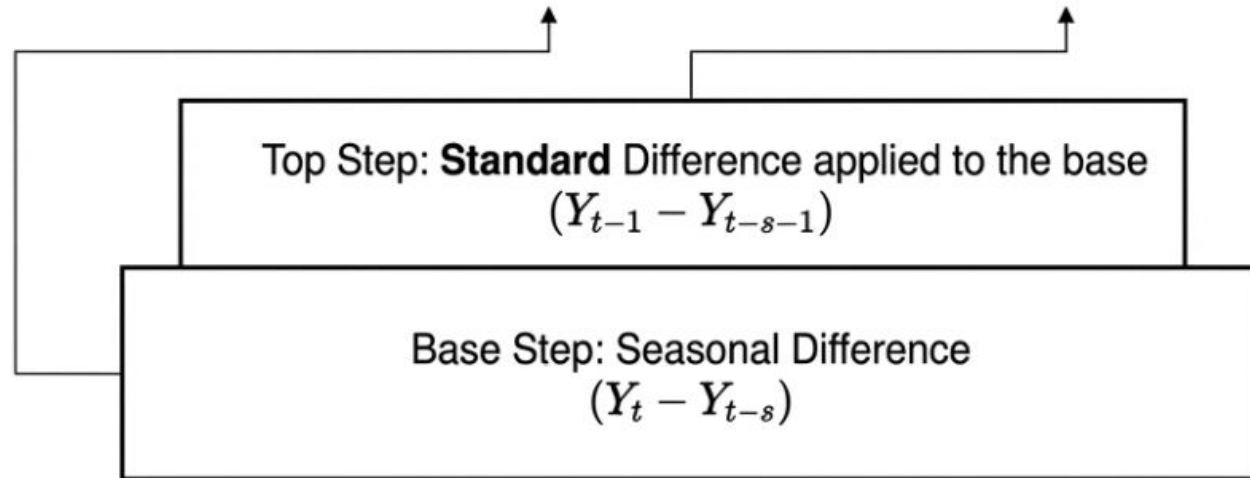 Top Step: Standard Difference applied to the base
$(Y_{t-1} - Y_{t-s-1})$
Base Step: Seasonal Difference
$(Y_t - Y_{t-s})$